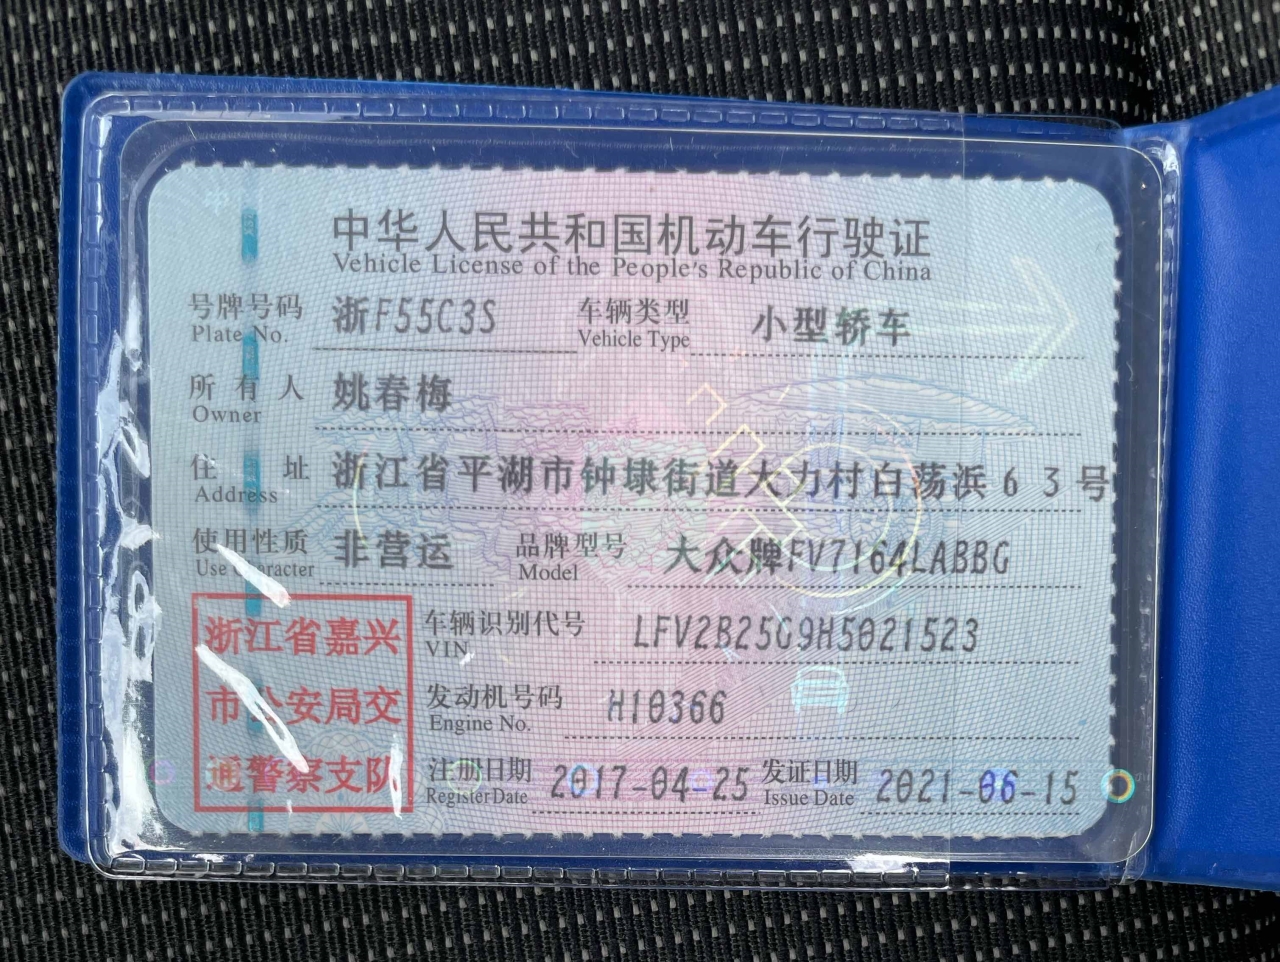 中华人民共和国机动车行驶证
Vehicle License of the People's Republic of China
号牌号码 浙F55C3S 车辆类型 小型轿车
Plate No. Vehicle Type
所有人 姚春梅
Owner
住址 浙江省平湖市钟埭街道大力村白荡浜63号
Address
使用性质 非营运 品牌型号 大众牌FV7164LABBG
Use Character Model
浙江省嘉兴 车辆识别代号 LFV2B25G9H5021523
VIN
市公安局交 发动机号码 H10366
Engine No.
通警察支队 注册日期 2017-04-25 发证日期 2021-06-15
Register Date Issue Date